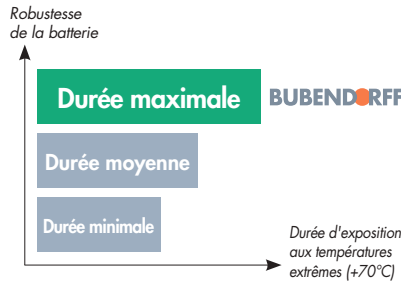 Robustesse
de la batterie
Durée maximale
BUBENDORFF
Durée moyenne
Durée minimale
Durée d'exposition
aux températures
extrêmes (+70°C)